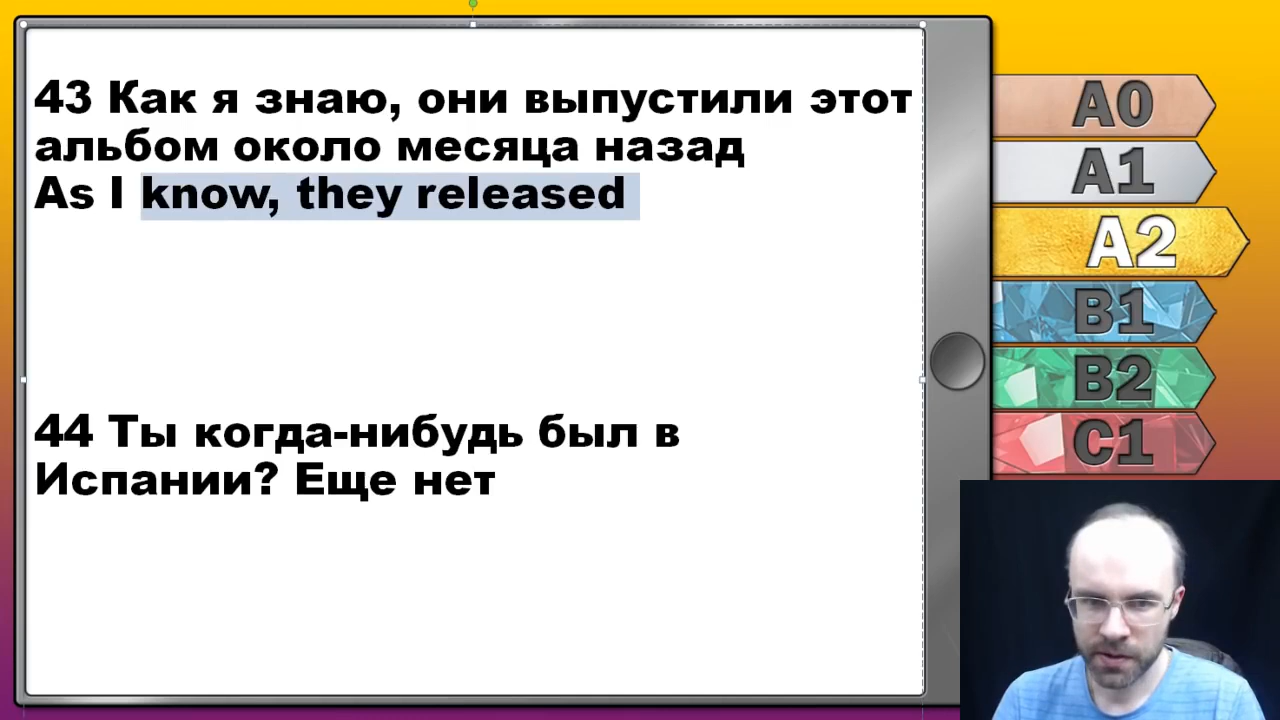 43 Как я знаю, они выпустили этот
альбом около месяца назад
As I know, they released
44 Ты когда-нибудь был в
Испании? Еще нет
A0
A1
A2
B1
B2
C1